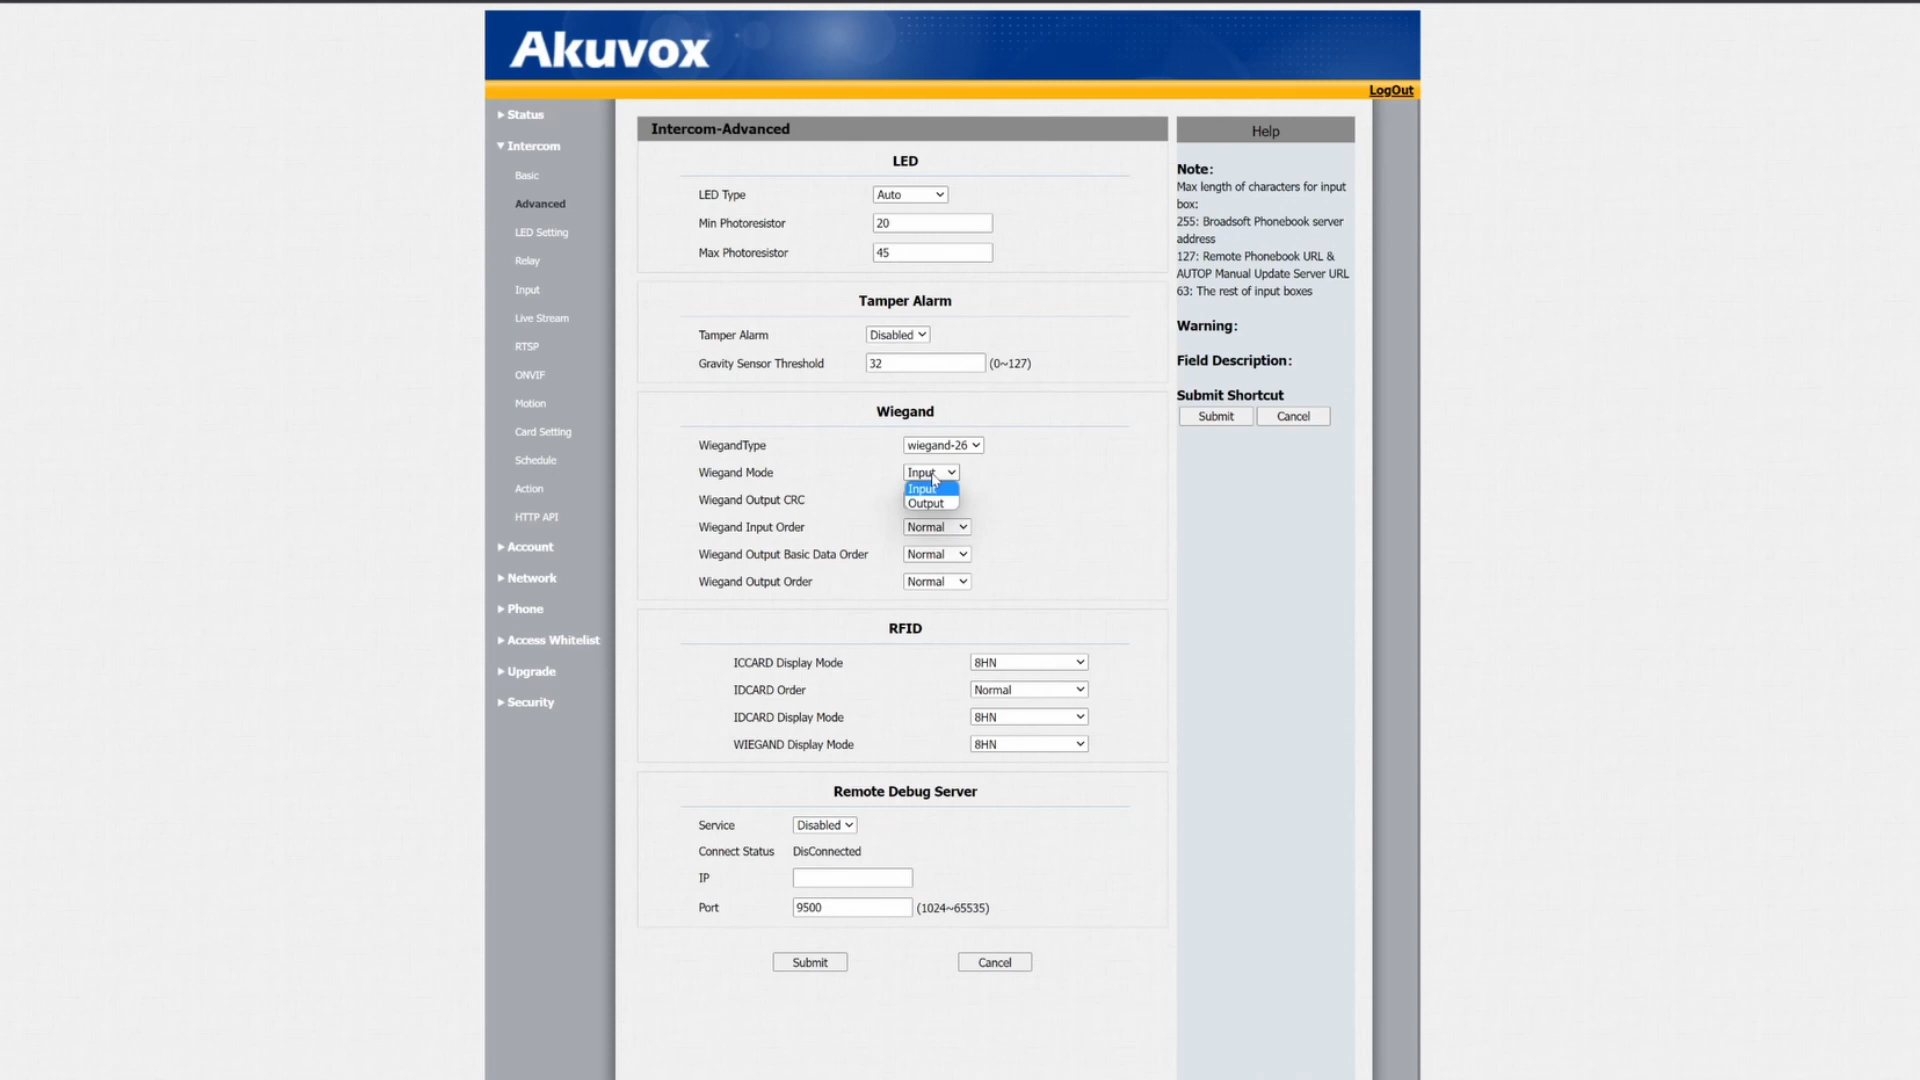 Akuvox
LogOut
Status
Intercom
Basic
Advanced
LED Setting
Relay
Input
Live Stream
RTSP
ONVIF
Motion
Card Setting
Schedule
Action
HTTP API
Account
Network
Phone
Access Whitelist
Upgrade
Security
Intercom-Advanced
LED
LED Type Auto
Min Photoresistor 20
Max Photoresistor 45
Tamper Alarm
Tamper Alarm Disabled
Gravity Sensor Threshold 32 (0~127)
Wiegand
WiegandType wiegand-26
Wiegand Mode Input
Input
Output
Wiegand Output CRC
Wiegand Input Order Normal
Wiegand Output Basic Data Order Normal
Wiegand Output Order Normal
RFID
ICCARD Display Mode 8HN
IDCARD Order Normal
IDCARD Display Mode 8HN
WIEGAND Display Mode 8HN
Remote Debug Server
Service Disabled
Connect Status DisConnected
IP
Port 9500 (1024~65535)
Submit Cancel
Help
Note:
Max length of characters for input
box:
255: Broadsoft Phonebook server
address
127: Remote Phonebook URL &
AUTOP Manual Update Server URL
63: The rest of input boxes
Warning:
Field Description:
Submit Shortcut
Submit Cancel